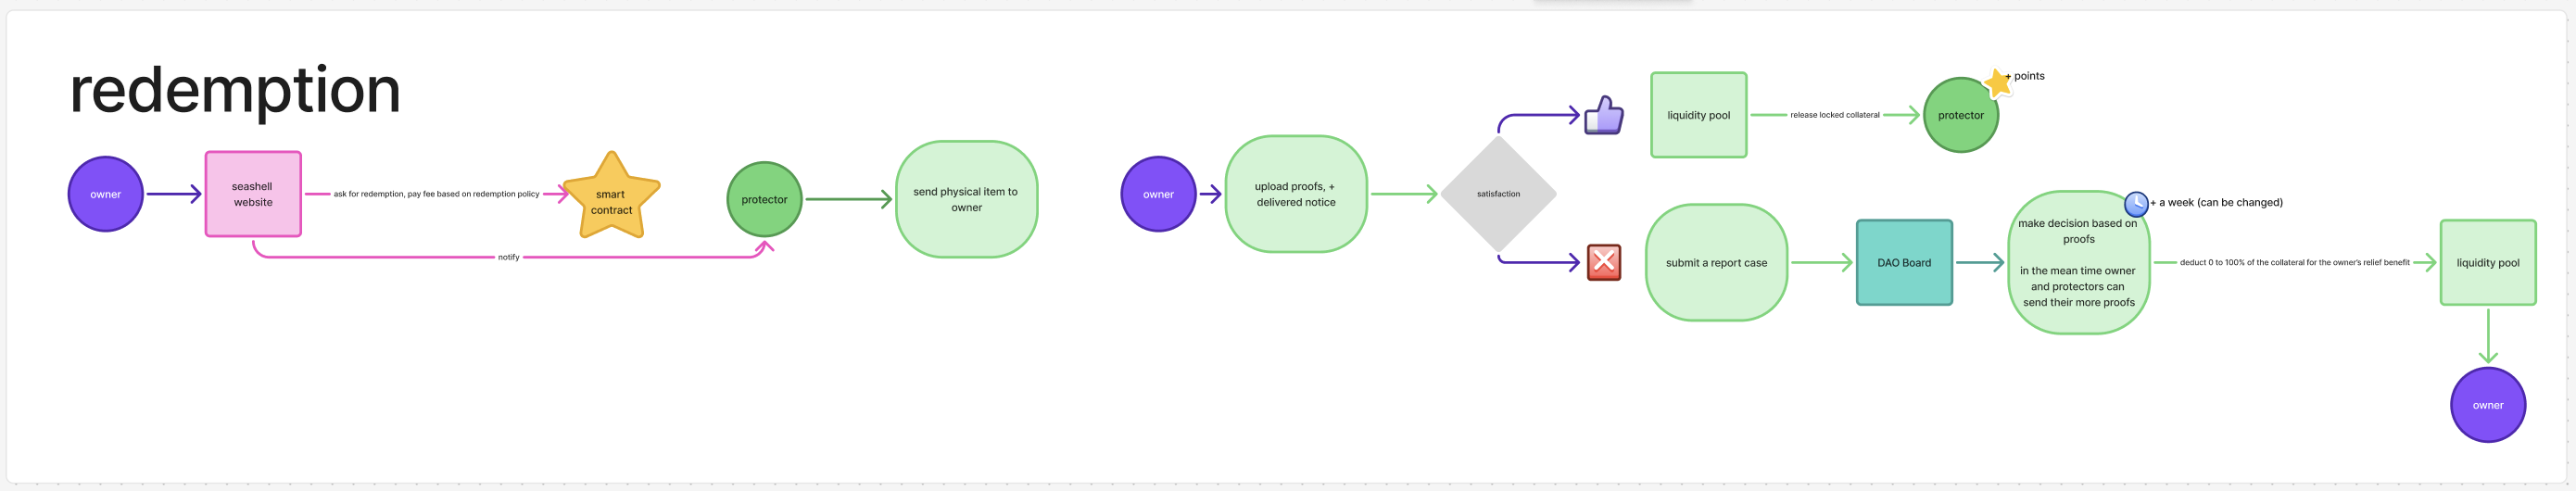 redemption
owner
seashell
website
ask for redemption, pay fee based on redemption policy
smart
contract
notify
protector
send physical item to
owner
owner
upload proofs, +
delivered notice
satisfaction
liquidity pool
release locked collateral
protector
+ points
submit a report case
DAO Board
+ a week (can be changed)
make decision based on
proofs
in the mean time owner
and protectors can
send their more proofs
deduct 0 to 100% of the collateral for the owner's relief benefit
liquidity pool
owner